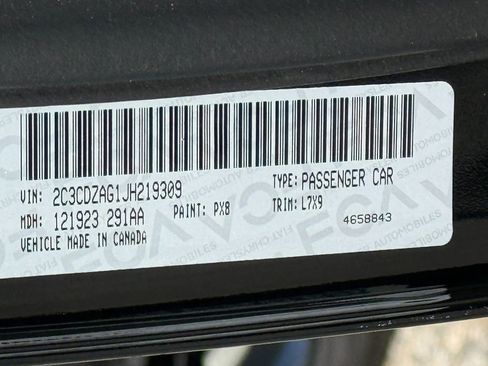 VIN: 2C3CDZAG1JH219309 TYPE: PASSENGER CAR
MDH: 121923 291AA PAINT: PX8 TRIM: L7X9
VEHICLE MADE IN CANADA 4658843